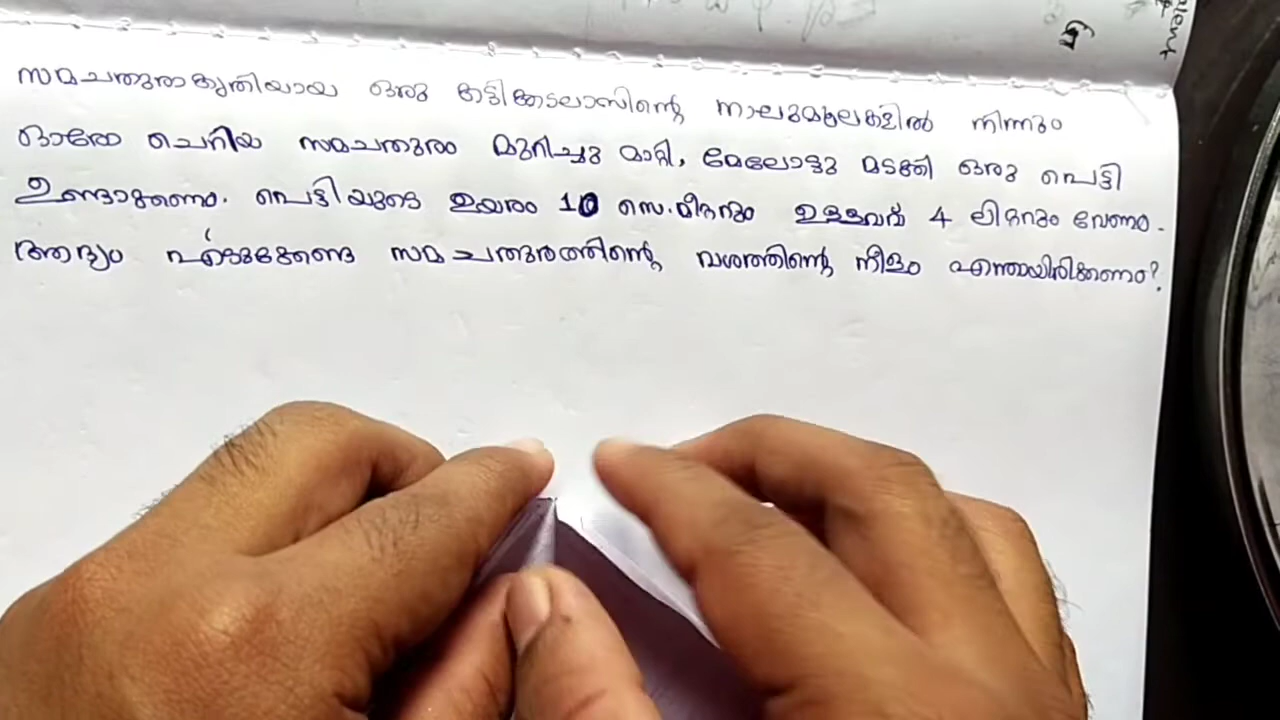 സമചതുരാകൃതിയായ ഒരു കട്ടിക്കടലാസിന്റെ നാലുമൂലകളിൽ നിന്നും
ഓരോ ചെറിയ സമചതുരം മുറിച്ചു മാറ്റി, മേലോട്ടു മടക്കി ഒരു പെട്ടി
ഉണ്ടാക്കണം. പെട്ടിയുടെ ഉയരം 10 സെ.മീറ്ററും ഉള്ളളവ് 4 ലിറ്ററും വേണം.
ആദ്യം എടുക്കേണ്ട സമചതുരത്തിന്റെ വശത്തിന്റെ നീളം എന്തായിരിക്കണം?